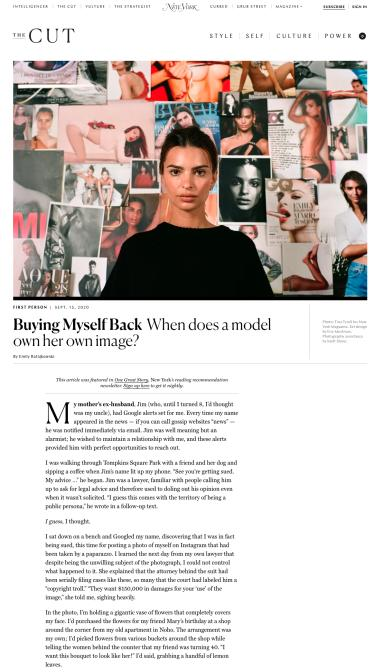 INTELLIGENCER | THE CUT | VULTURE | THE STRATEGIST
New York
CURBED | GRUB STREET | MAGAZINE
SUBSCRIBE | SIGN IN
THE CUT
STYLE | SELF | CULTURE | POWER
GQ
EMILY
FIRST PERSON | SEPT. 15, 2020
Buying Myself Back When does a model
own her own image?
By Emily Ratajkowski
This article was featured in One Great Story, New York's reading recommendation
newsletter. Sign up here to get it nightly.
My mother's ex-husband, Jim (who, until I turned 8, I'd thought
was my uncle), had Google alerts set for me. Every time my name
appeared in the news — if you can call gossip websites “news” —
he was notified immediately via email. Jim was well meaning but an
alarmist; he wished to maintain a relationship with me, and these alerts
provided him with perfect opportunities to reach out.
I was walking through Tompkins Square Park with a friend and her dog and
sipping a coffee when Jim's name lit up my phone. “See you're getting sued.
My advice …” he began. Jim was a lawyer, familiar with people calling him
up to ask for legal advice and therefore used to doling out his opinion even
when it wasn't solicited. “I guess this comes with the territory of being a
public persona,” he wrote in a follow-up text.
I guess, I thought.
I sat down on a bench and Googled my name, discovering that I was in fact
being sued, this time for posting a photo of myself on Instagram that had
been taken by a paparazzo. I learned the next day from my own lawyer that
despite being the unwilling subject of the photograph, I could not control
what happened to it. She explained that the attorney behind the suit had
been serially filing cases like these, so many that the court had labeled him a
“copyright troll.” “They want $150,000 in damages for your ‘use’ of the
image,” she told me, sighing heavily.
In the photo, I'm holding a gigantic vase of flowers that completely covers
my face. I'd purchased the flowers for my friend Mary's birthday at a shop
around the corner from my old apartment in Noho. The arrangement was
my own; I'd picked flowers from various buckets around the shop while
telling the women behind the counter that my friend was turning 40. “I
want this bouquet to look like her!” I'd said, grabbing a handful of lemon
leaves.